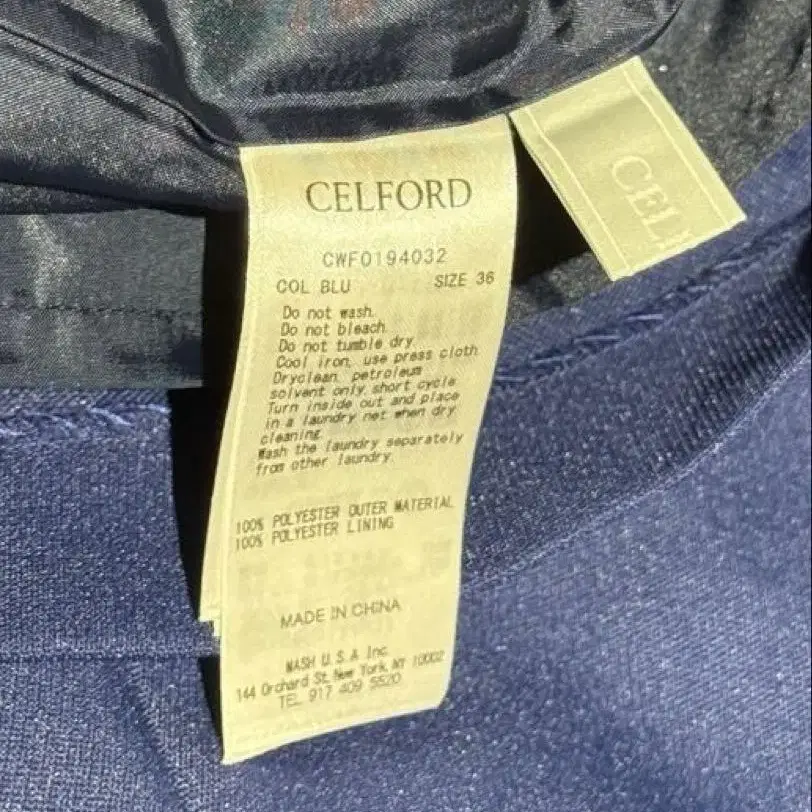 CELFORD
CWFO194032
COL BLU SIZE 36
Do not wash.
Do not bleach.
Do not tumble dry.
Cool iron, use press cloth
Dryclean, petroleum
solvent only, short cycle
Turn inside out and place
in a laundry net when dry
cleaning.
Wash the laundry separately
from other laundry.
100% POLYESTER OUTER MATERIAL
100% POLYESTER LINING
MADE IN CHINA
MASH U.S.A Inc.
144 Orchard St. New York, NY 10002
TEL 917 409 5520
CEL